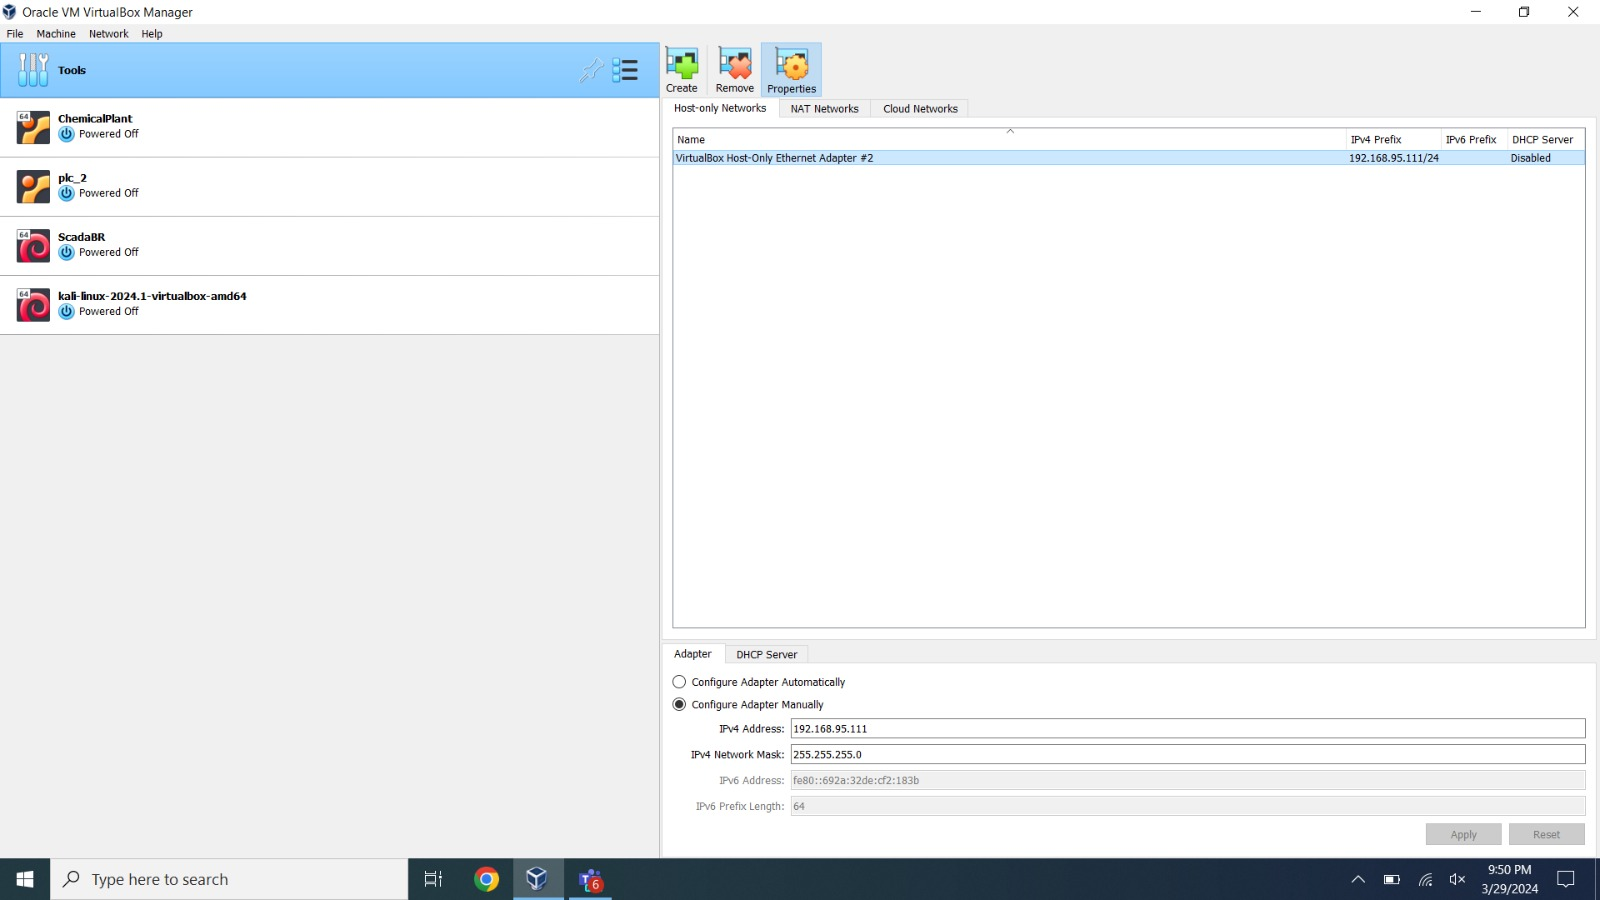 Oracle VM VirtualBox Manager
File Machine Network Help
Tools
Create Remove Properties
Host-only Networks NAT Networks Cloud Networks
64 ChemicalPlant
Powered Off
plc_2
Powered Off
64 ScadaBR
Powered Off
64 kali-linux-2024.1-virtualbox-amd64
Powered Off
Name IPv4 Prefix IPv6 Prefix DHCP Server
VirtualBox Host-Only Ethernet Adapter #2 192.168.95.111/24 Disabled
Adapter DHCP Server
Configure Adapter Automatically
Configure Adapter Manually
IPv4 Address: 192.168.95.111
IPv4 Network Mask: 255.255.255.0
IPv6 Address: fe80::692a:32de:cf2:183b
IPv6 Prefix Length: 64
Apply Reset
Type here to search
6
9:50 PM
3/29/2024